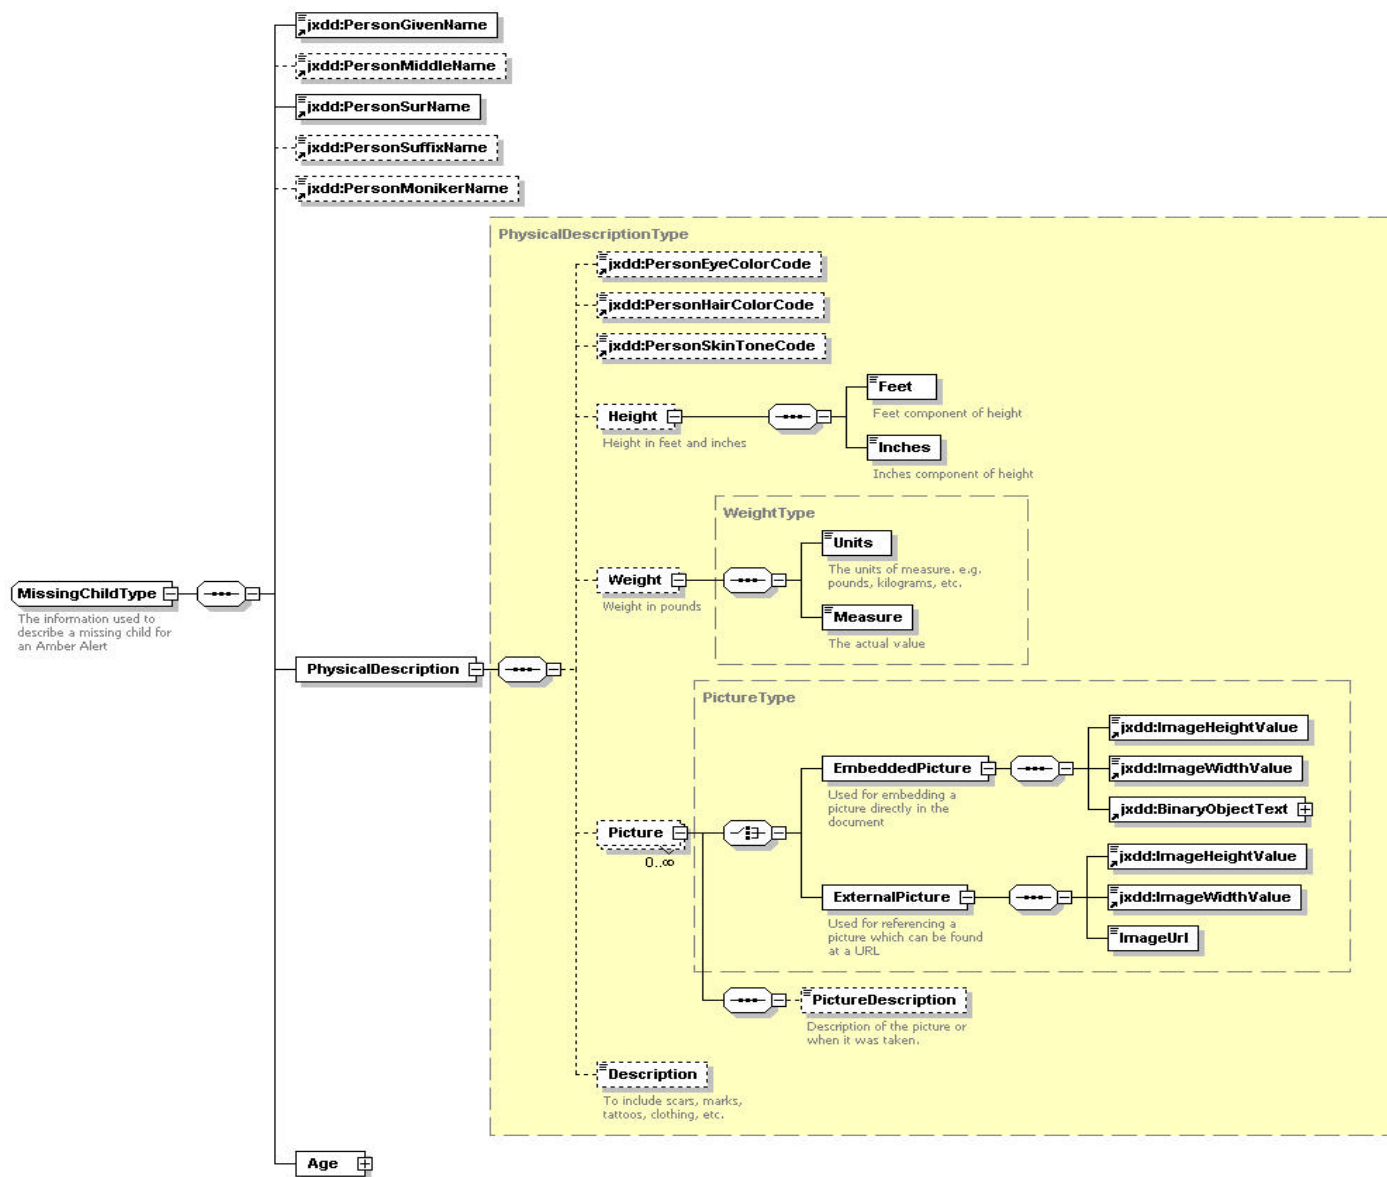 jxdd:PersonGivenName
jxdd:PersonMiddleName
jxdd:PersonSurName
jxdd:PersonSuffixName
jxdd:PersonMonikerName
PhysicalDescriptionType
jxdd:PersonEyeColorCode
jxdd:PersonHairColorCode
jxdd:PersonSkinToneCode
Height
Height in feet and inches
Feet
Feet component of height
Inches
Inches component of height
WeightType
Weight
Weight in pounds
Units
The units of measure. e.g.
pounds, kilograms, etc.
Measure
The actual value
MissingChildType
The information used to
describe a missing child for
an Amber Alert
PhysicalDescription
PictureType
Picture
0..∞
EmbeddedPicture
Used for embedding a
picture directly in the
document
jxdd:ImageHeightValue
jxdd:ImageWidthValue
jxdd:BinaryObjectText
ExternalPicture
Used for referencing a
picture which can be found
at a URL
jxdd:ImageHeightValue
jxdd:ImageWidthValue
ImageUrl
PictureDescription
Description of the picture or
when it was taken.
Description
To include scars, marks,
tattoos, clothing, etc.
Age